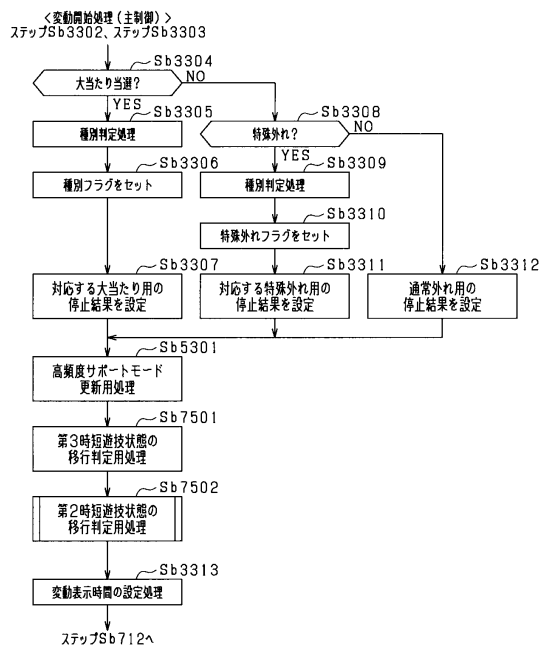 <変動開始処理(主制御)>
ステップSb3302、ステップSb3303
Sb3304
大当たり当選?
NO
YES
Sb3305
種別判定処理
Sb3306
種別フラグをセット
Sb3307
対応する大当たり用の
停止結果を設定
Sb3308
特殊外れ?
NO
YES
Sb3309
種別判定処理
Sb3310
特殊外れフラグをセット
Sb3311
対応する特殊外れ用の
停止結果を設定
Sb3312
通常外れ用の
停止結果を設定
Sb5301
高頻度サポートモード
更新用処理
Sb7501
第3時短遊技状態の
移行判定用処理
Sb7502
第2時短遊技状態の
移行判定用処理
Sb3313
変動表示時間の設定処理
ステップSb712へ